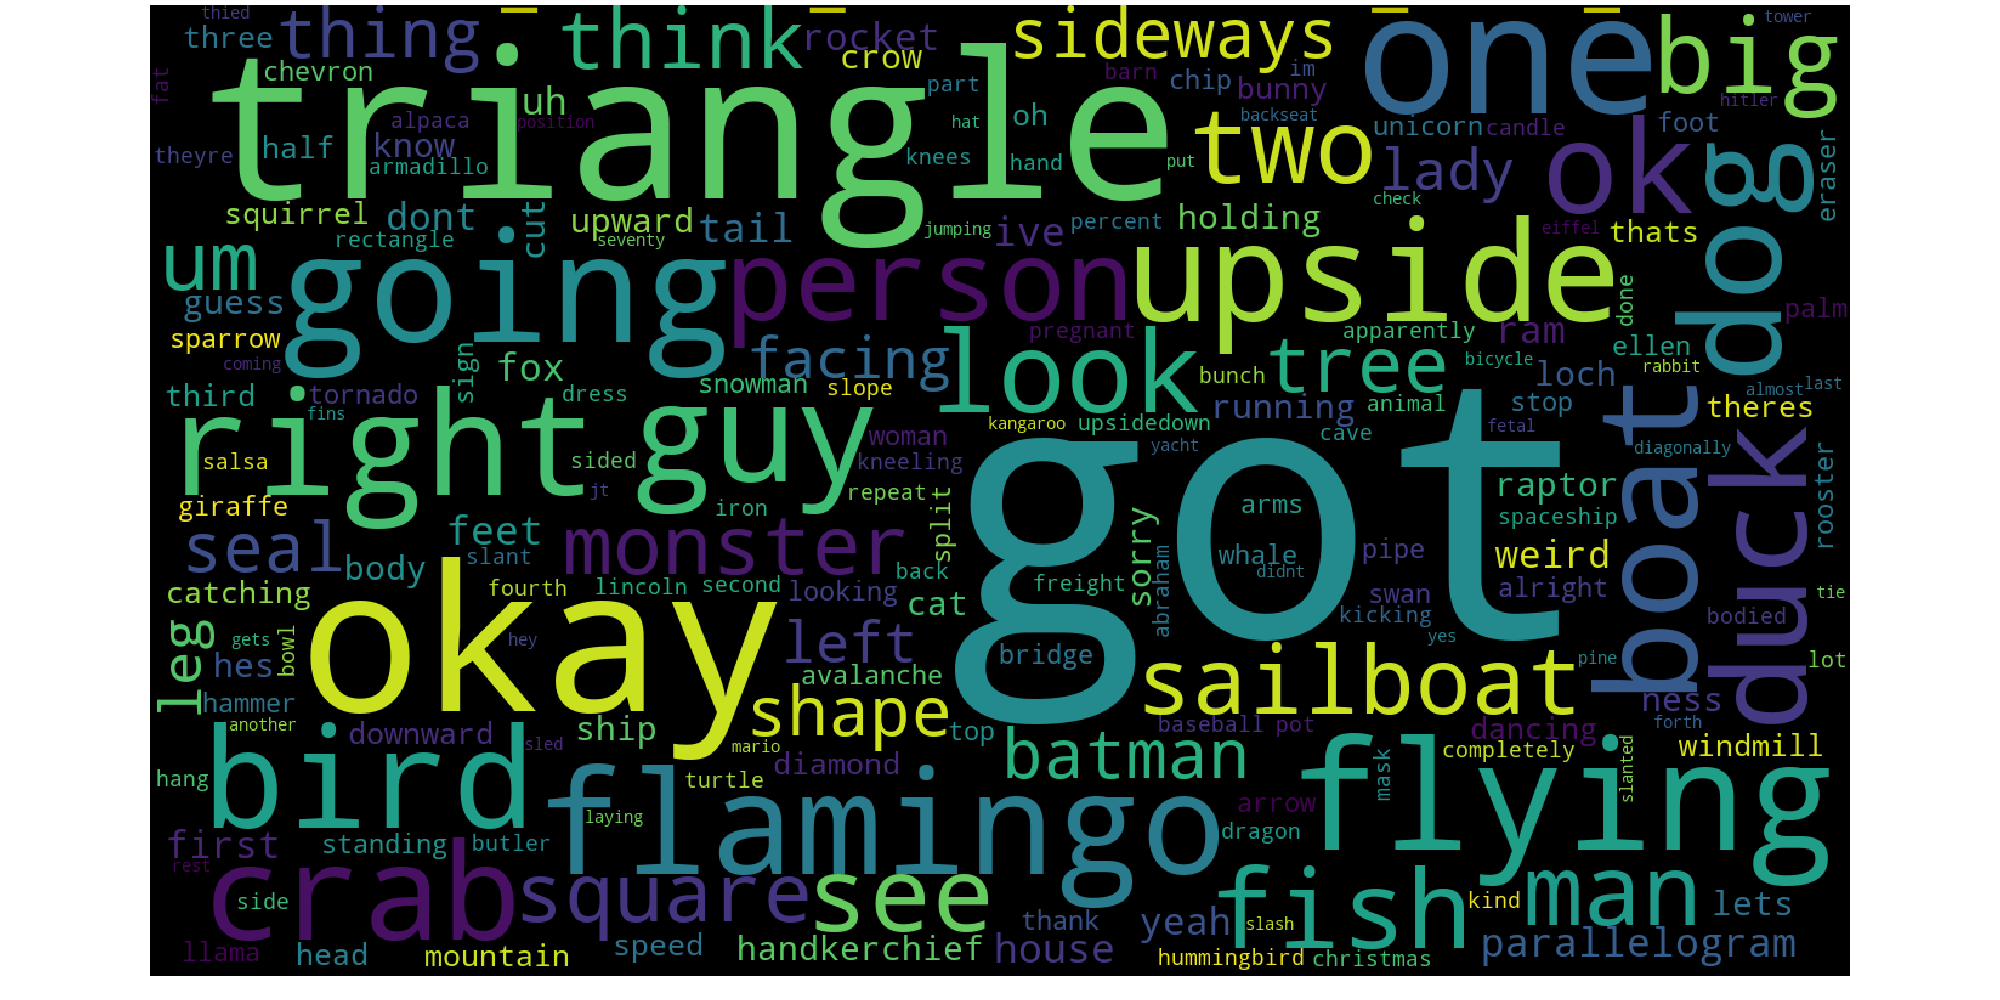 thied
three
thing
think
rocket
sideways
one
big
tower
crow
fat
chevron
triangle
uh
part
barn
chip
im
bunny
hitler
alpaca
position
hat
oh
backseat
unicorn
candle
foot
theyre
half
know
armadillo
knees
hand
put
two
lady
ok
dog
eraser
squirrel
dont
cut
upward
tail
ive
percent
holding
check
rectangle
seventy
jumping
eiffel
thats
um
going
person
upside
guess
done
palm
sparrow
pregnant
apparently
ram
coming
sign
fox
facing
look
tree
bicycle
ellen
rabbit
third
tornado
dress
snowman
slope
bunch
loch
almost
last
fins
right
guy
running
animal
stop
boat
theres
kangaroo
upsidedown
cave
fetal
duck
woman
yacht
diagonally
salsa
sided
kneeling
got
rooster
jt
repeat
raptor
giraffe
iron
split
sorry
arms
spaceship
seal
feet
monster
slant
whale
pipe
weird
body
back
didnt
catching
okay
fourth
lincoln
second
looking
cat
freight
abraham
swan
alright
tie
leg
gets
bowl
hey
left
kicking
bodied
yes
hes
bridge
pine
lot
avalanche
sailboat
hammer
ness
another
shape
ship
top
baseball
pot
dancing
forth
bird
downward
sled
mario
batman
completely
windmill
hang
turtle
diamond
mask
slanted
flamingo
arrow
flying
laying
first
standing
butler
dragon
rest
crab
square
see
fish
kind
man
side
lets
thank
yeah
slash
llama
head
mountain
speed
handkerchief
house
hummingbird
christmas
parallelogram